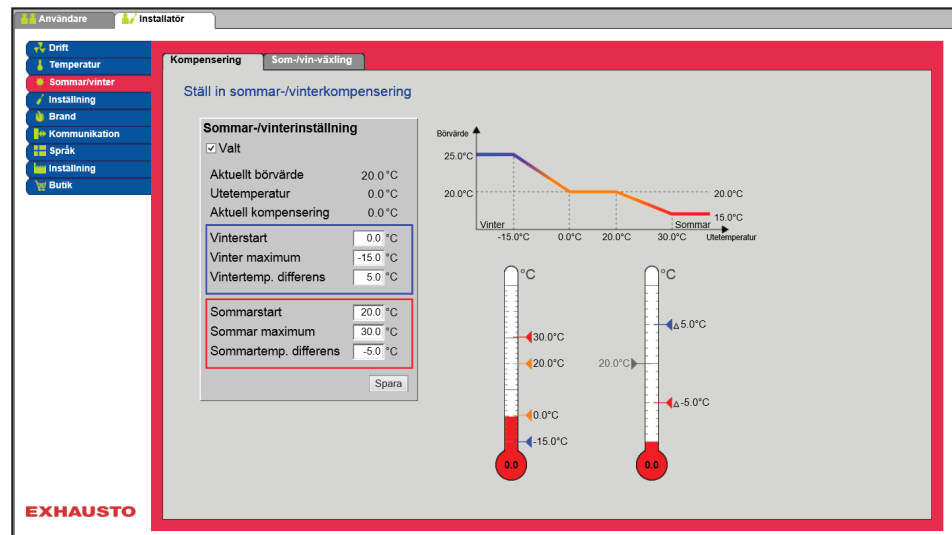 Användare Installatör
Drift
Temperatur
Sommar/vinter
Inställning
Brand
Kommunikation
Språk
Inställning
Butik
EXHAUSTO
Kompensering Som-/vin-växling
Ställ in sommar-/vinterkompensering
Sommar-/vinterinställning
Valt
Aktuellt börvärde 20.0°C
Utetemperatur 0.0°C
Aktuell kompensering 0.0°C
Vinterstart 0.0 °C
Vinter maximum -15.0 °C
Vintertemp. differens 5.0 °C
Sommarstart 20.0 °C
Sommar maximum 30.0 °C
Sommartemp. differens -5.0 °C
Spara
Börvärde
25.0°C
20.0°C 20.0°C
15.0°C
Vinter Sommar
-15.0°C 0.0°C 20.0°C 30.0°C Utetemperatur
°C °C
Δ5.0°C
30.0°C
20.0°C 20.0°C
Δ-5.0°C
0.0°C
-15.0°C
0.0 0.0